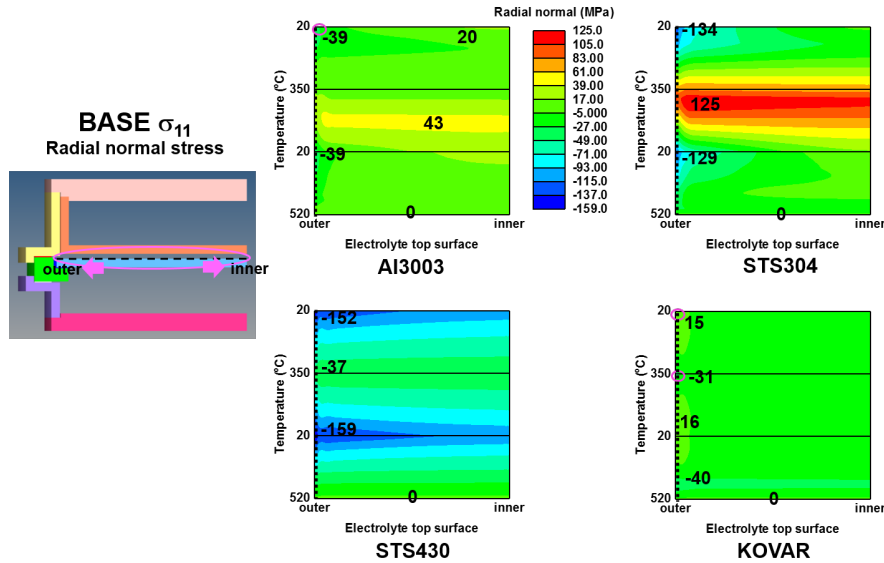 BASE σ11
Radial normal stress
outer
inner
Radial normal (MPa)
125.0
105.0
83.00
61.00
39.00
17.00
-5.000
-27.00
-49.00
-71.00
-93.00
-115.0
-137.0
-159.0
Temperature (°C)
20
350
20
520
-39
20
43
-39
0
outer
inner
Electrolyte top surface
Al3003
Temperature (°C)
20
350
20
520
-134
125
-129
0
outer
inner
Electrolyte top surface
STS304
Temperature (°C)
20
350
20
520
-152
-37
-159
0
outer
inner
Electrolyte top surface
STS430
Temperature (°C)
20
350
20
520
15
-31
16
-40
0
outer
inner
Electrolyte top surface
KOVAR